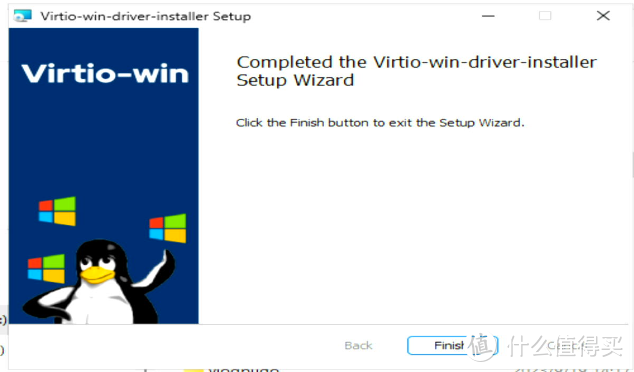 Virtio-win-driver-installer Setup
Virtio-win
Completed the Virtio-win-driver-installer
Setup Wizard
Click the Finish button to exit the Setup Wizard.
Back
Finish
值 什么值得买